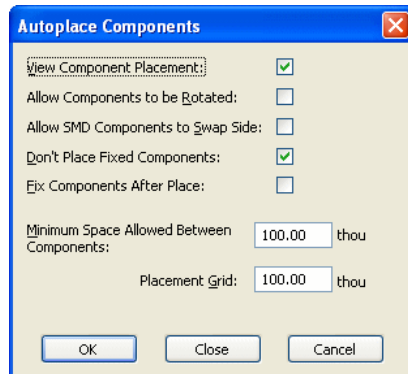 Autoplace Components
View Component Placement:
Allow Components to be Rotated:
Allow SMD Components to Swap Side:
Don't Place Fixed Components:
Fix Components After Place:
Minimum Space Allowed Between
Components:
100.00 thou
Placement Grid: 100.00 thou
OK Close Cancel